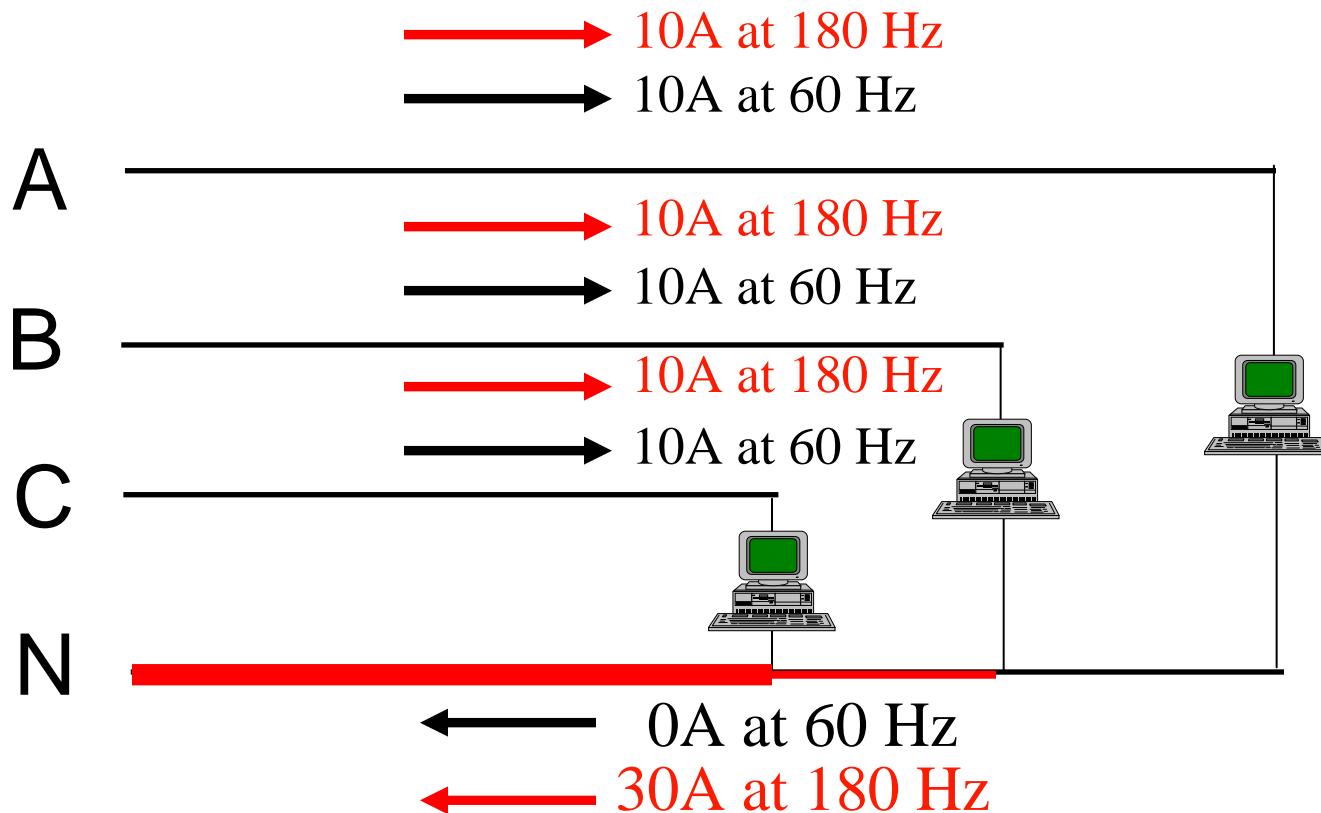 10A at 180 Hz
10A at 60 Hz
A
10A at 180 Hz
10A at 60 Hz
B
10A at 180 Hz
10A at 60 Hz
C
N
0A at 60 Hz
30A at 180 Hz